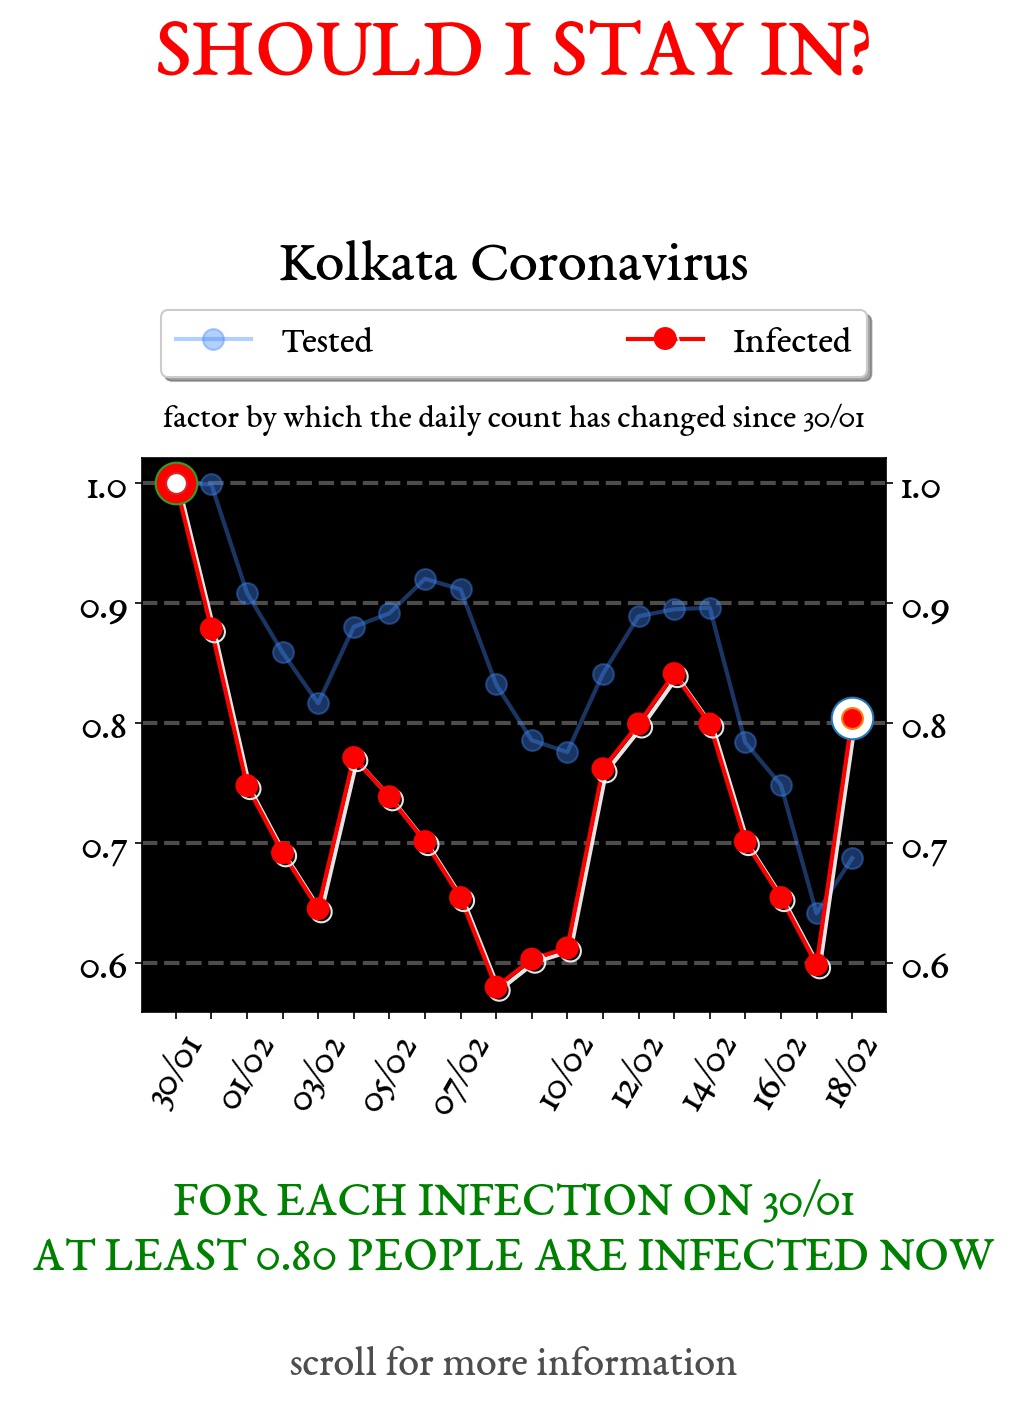 SHOULD I STAY IN?
Kolkata Coronavirus
Tested Infected
factor by which the daily count has changed since 30/01
1.0 1.0
0.9 0.9
0.8 0.8
0.7 0.7
0.6 0.6
30/01 01/02 03/02 05/02 07/02 10/02 12/02 14/02 16/02 18/02
FOR EACH INFECTION ON 30/01
AT LEAST 0.80 PEOPLE ARE INFECTED NOW
scroll for more information